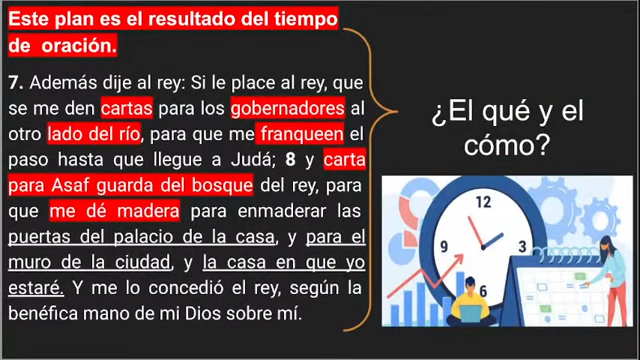 Este plan es el resultado del tiempo
de oración.
7. Además dije al rey: Si le place al rey, que
se me den cartas para los gobernadores al
otro lado del río, para que me franqueen el
paso hasta que llegue a Judá; 8 y carta
para Asaf guarda del bosque del rey, para
que me dé madera para enmaderar las
puertas del palacio de la casa, y para el
muro de la ciudad, y la casa en que yo
estaré. Y me lo concedió el rey, según la
benéfica mano de mi Dios sobre mí.
¿El qué y el
cómo?
12
9
3
6